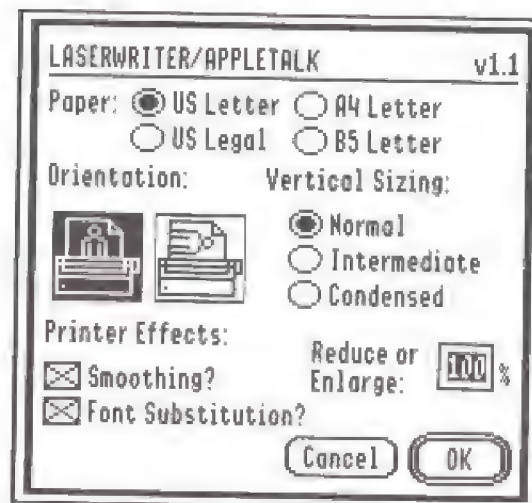 LASERWRITER/APPLETALK v1.1
Paper: US Letter A4 Letter
US Legal B5 Letter
Orientation: Vertical Sizing:
Normal
Intermediate
Condensed
Printer Effects:
Smoothing?
Font Substitution?
Reduce or
Enlarge: 100 %
Cancel OK